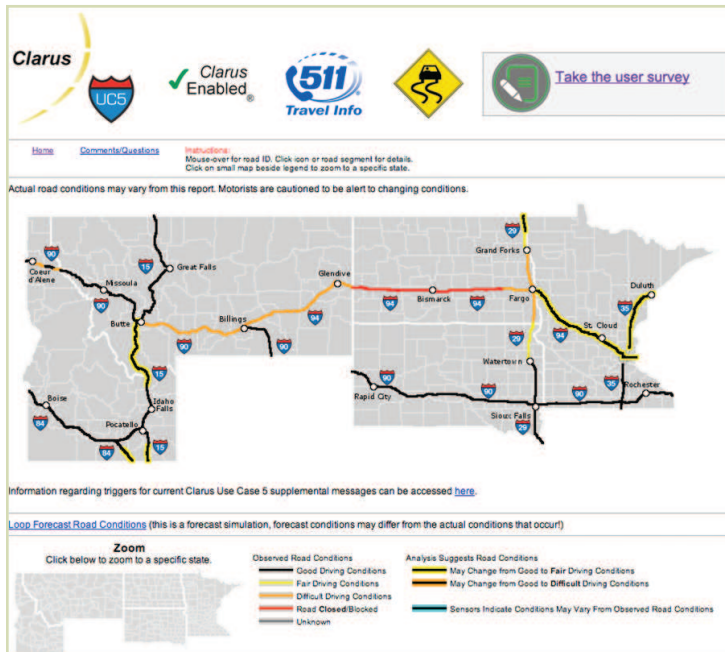 Clarus
UC5
Clarus
Enabled
®
511
Travel Info
Take the user survey
Home
Comments/Questions
Instructions:
Mouse-over for road ID. Click icon or road segment for details.
Click on small map beside legend to zoom to a specific state.
Actual road conditions may vary from this report. Motorists are cautioned to be alert to changing conditions.
90
Coeur
d'Alene
Missoula
90
15
Great Falls
Butte
90
Billings
90
94
Glendive
94
Bismarck
94
29
Grand Forks
Fargo
Duluth
35
St. Cloud
94
29
Watertown
15
Idaho
Falls
Boise
84
Pocatello
84
15
90
Rapid City
90
Sioux Falls
29
90
35
Rochester
Information regarding triggers for current Clarus Use Case 5 supplemental messages can be accessed here.
Loop Forecast Road Conditions (this is a forecast simulation, forecast conditions may differ from the actual conditions that occur!)
Zoom
Click below to zoom to a specific state.
Observed Road Conditions
Good Driving Conditions
Fair Driving Conditions
Difficult Driving Conditions
Road Closed/Blocked
Unknown
Analysis Suggests Road Conditions
May Change from Good to Fair Driving Conditions
May Change from Good to Difficult Driving Conditions
Sensors Indicate Conditions May Vary From Observed Road Conditions